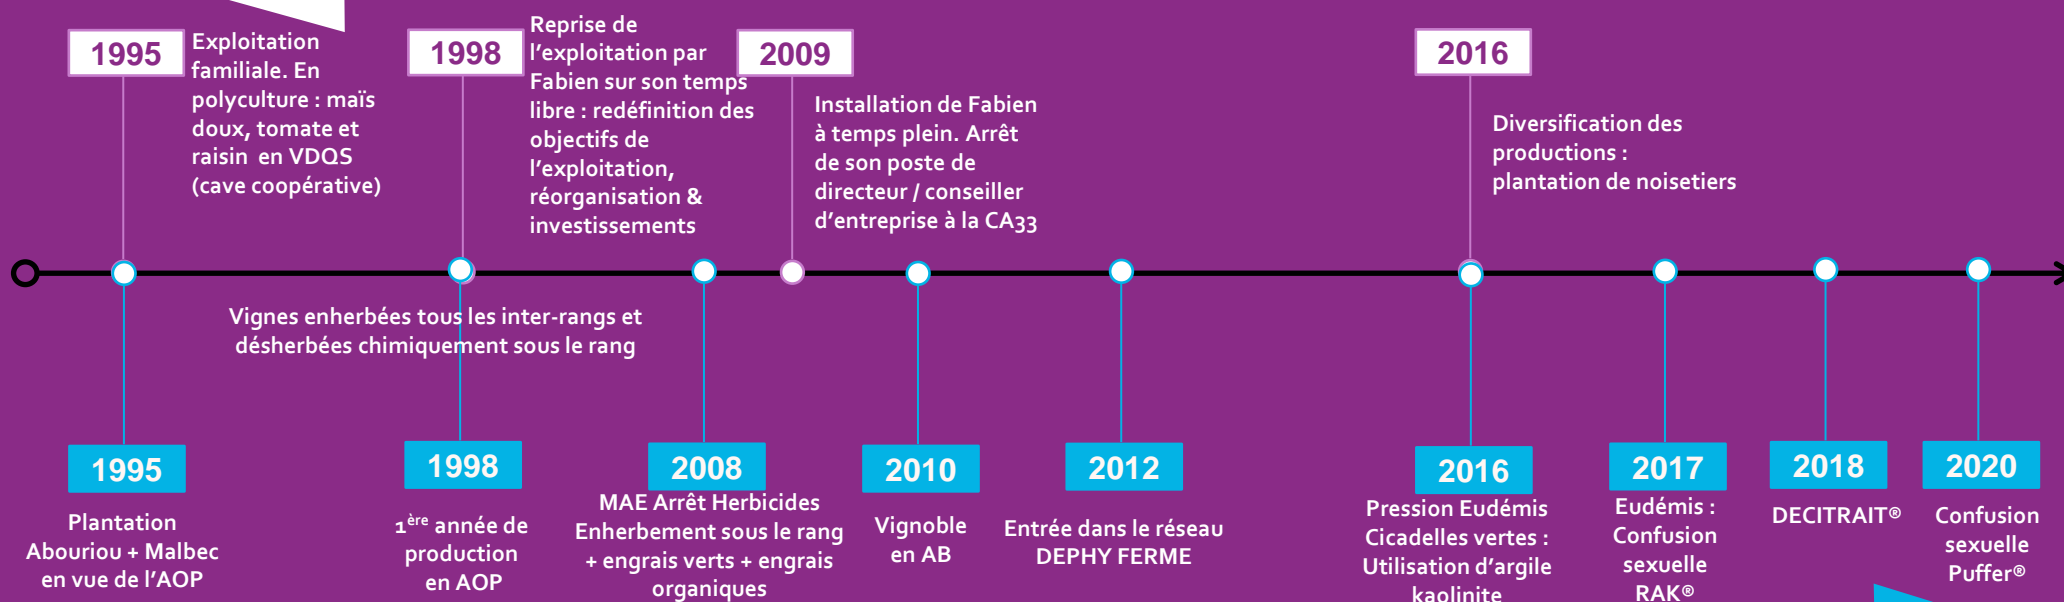 1995
Exploitation
familiale. En
polyculture : maïs
doux, tomate et
raisin en VDQS
(cave coopérative)
1998
Reprise de
l'exploitation par
Fabien sur son temps
libre : redéfinition des
objectifs de
l'exploitation,
réorganisation &
investissements
2009
Installation de Fabien
à temps plein. Arrêt
de son poste de
directeur / conseiller
d'entreprise à la CA33
2016
Diversification des
productions :
plantation de noisetiers
Vignes enherbées tous les inter-rangs et
désherbées chimiquement sous le rang
1995
Plantation
Abouriou + Malbec
en vue de l'AOP
1998
1ère année de
production
en AOP
2008
MAE Arrêt Herbicides
Enherbement sous le rang
+ engrais verts + engrais
organiques
2010
Vignoble
en AB
2012
Entrée dans le réseau
DEPHY FERME
2016
Pression Eudémis
Cicadelles vertes :
Utilisation d'argile
kaolinite
2017
Eudémis :
Confusion
sexuelle
RAK®
2018
DECITRAIT®
2020
Confusion
sexuelle
Puffer®